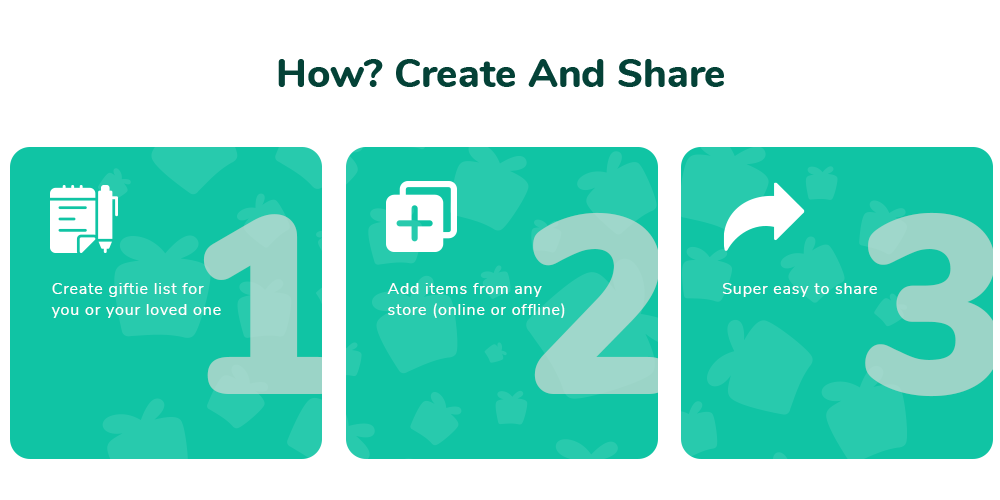 How? Create And Share
1
Create giftie list for
you or your loved one
2
Add items from any
store (online or offline)
3
Super easy to share